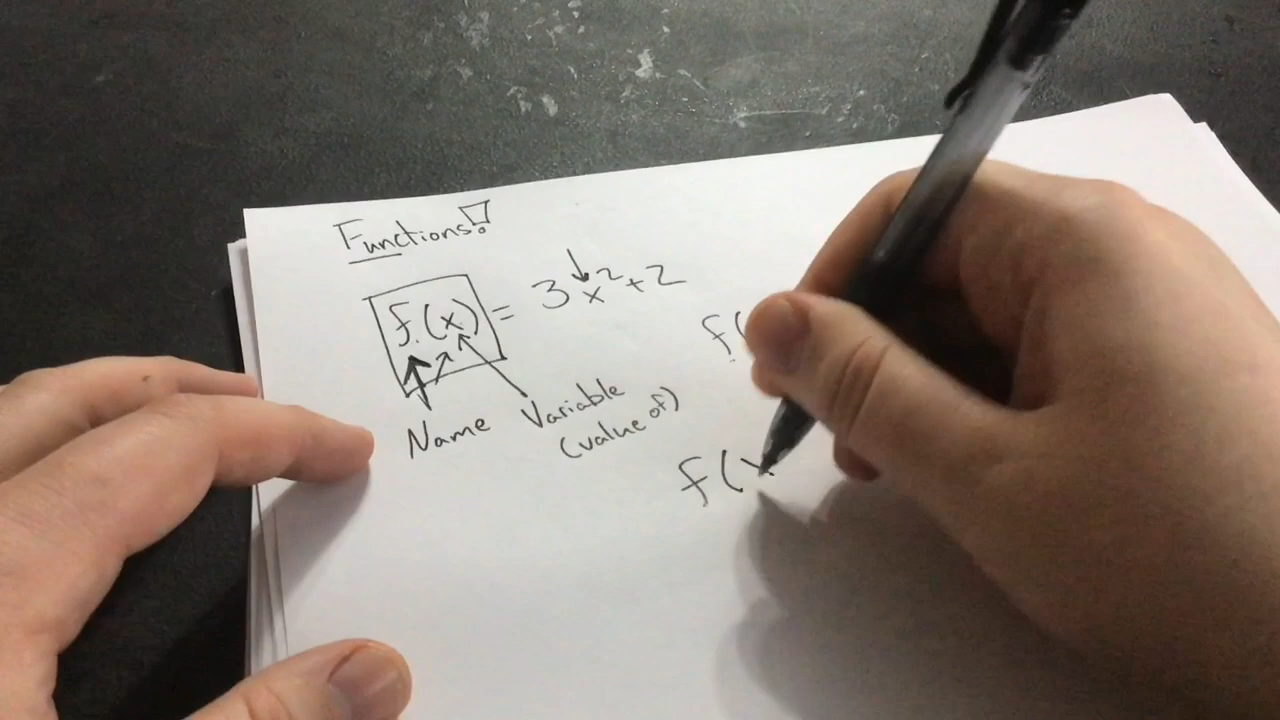 Functions!
f(x) = 3x²+2
f(
Name
Variable
(value of)
f(x